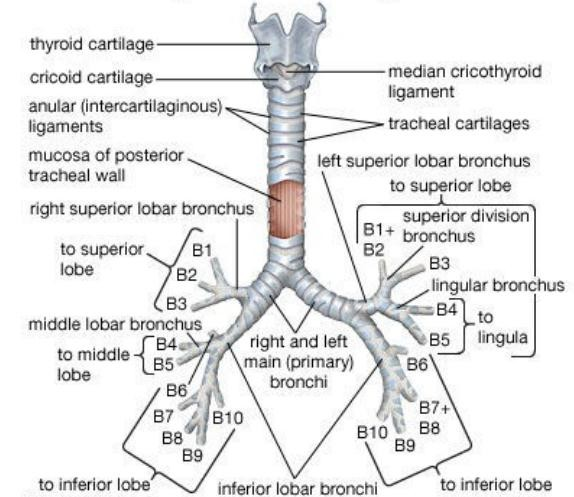 thyroid cartilage
cricoid cartilage
anular (intercartilaginous)
ligaments
mucosa of posterior
tracheal wall
right superior lobar bronchus
to superior
lobe
B1
B2
B3
middle lobar bronchus
to middle
lobe
B4
B5
B6
B7
B8
B9
B10
to inferior lobe
median cricothyroid
ligament
tracheal cartilages
left superior lobar bronchus
to superior lobe
superior division
bronchus
B1+
B2
B3
lingular bronchus
B4
B5
to
lingula
right and left
main (primary)
bronchi
B6
B7+
B8
B9
B10
inferior lobar bronchi
to inferior lobe